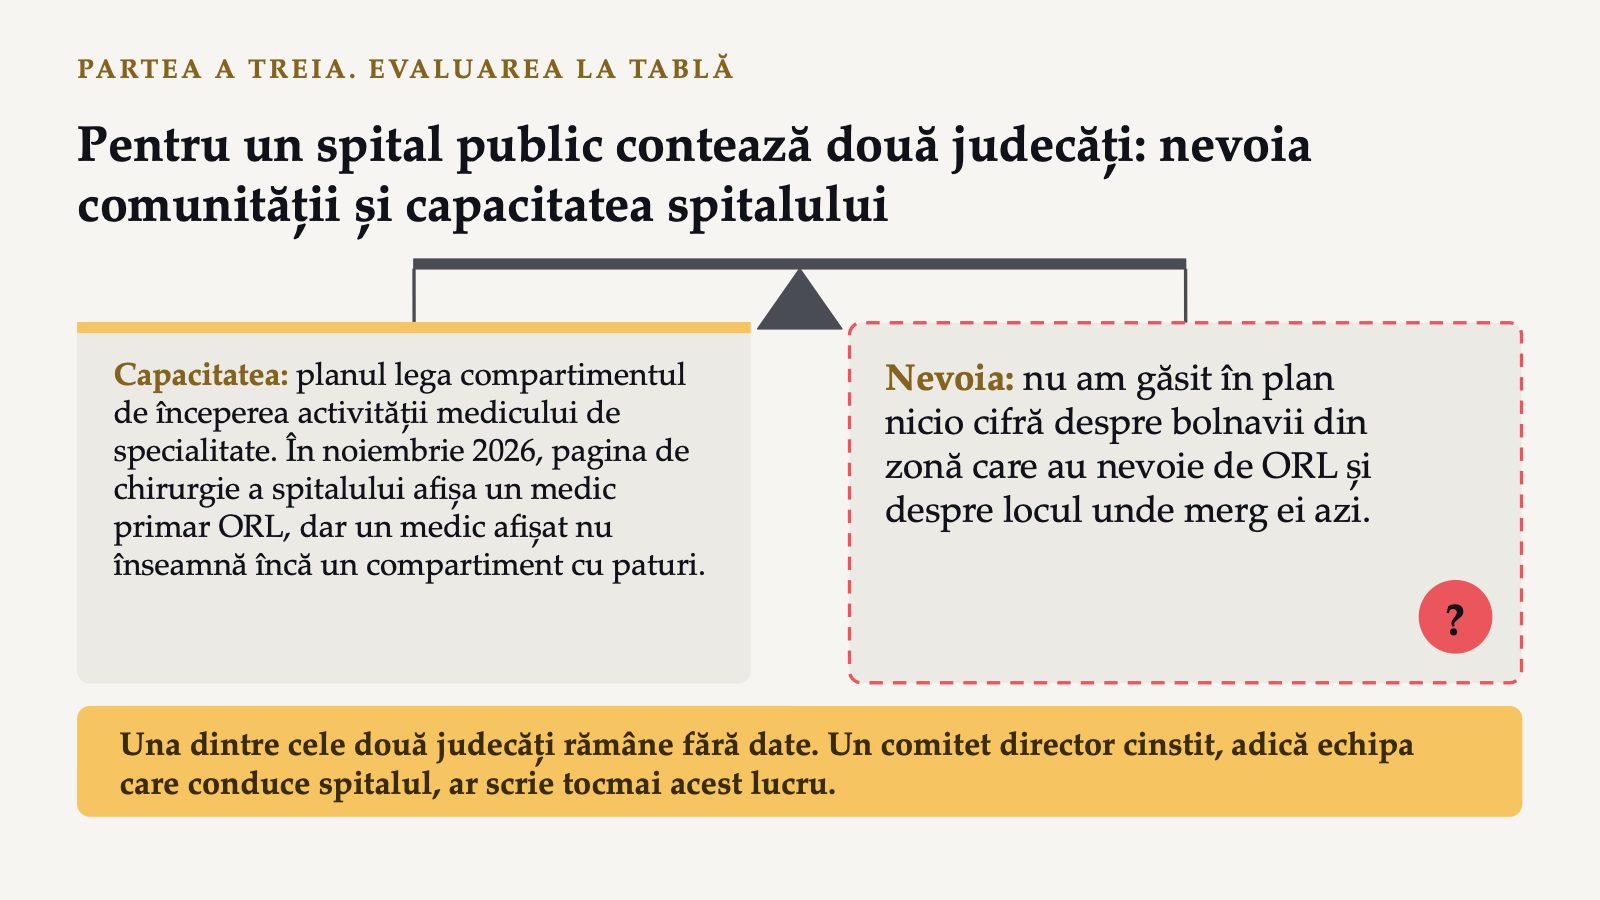 PARTEA A TREIA. EVALUAREA LA TABLĂ
Pentru un spital public contează două judecăți: nevoia
comunității și capacitatea spitalului
Capacitatea: planul lega compartimentul
de începerea activității medicului de
specialitate. În noiembrie 2026, pagina de
chirurgie a spitalului afișa un medic
primar ORL, dar un medic afișat nu
înseamnă încă un compartiment cu paturi.
Nevoia: nu am găsit în plan
nicio cifră despre bolnavii din
zonă care au nevoie de ORL și
despre locul unde merg ei azi.
?
Una dintre cele două judecăți rămâne fără date. Un comitet director cinstit, adică echipa
care conduce spitalul, ar scrie tocmai acest lucru.